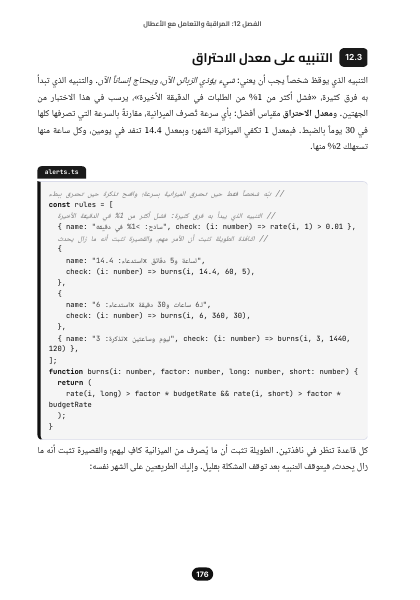 الفصل 12: المراقبة والتعامل مع الأعطال
12.3 التنبيه على معدل الاحتراق
التنبيه الذي يوقظ شخصاً يجب أن يعني: شيء يؤذي الزبائن الآن، ويحتاج إنساناً الآن. والتنبيه الذي تبدأ
به فرق كثيرة، «فشل أكثر من 1% من الطلبات في الدقيقة الأخيرة»، يرسب في هذا الاختبار من
الجهتين. ومعدل الاحتراق مقياس أفضل: بأي سرعة تُصرف الميزانية، مقارنةً بالسرعة التي تصرفها كلها
في 30 يوماً بالضبط. فبمعدل 1 تكفي الميزانية الشهر؛ وبمعدل 14.4 تنفد في يومين، وكل ساعة منها
تستهلك 2% منها.
alerts.ts
// نبّه شخصاً فقط حين تحترق الميزانية بسرعة؛ وافتح تذكرة حين تحترق ببطء.
const rules = [
// التنبيه الذي يبدأ به فرق كثيرة: فشل أكثر من 1% في الدقيقة الأخيرة
{ name: "ساذج: >1% في دقيقة", check: (i: number) => rate(i, 1) > 0.01 },
// النافذة الطويلة تثبت أن الأمر مهم، والقصيرة تثبت أنه ما زال يحدث
{
name: "استدعاء: 14.4x لساعة و5 دقائق",
check: (i: number) => burns(i, 14.4, 60, 5),
},
{
name: "استدعاء: 6x لـ6 ساعات و30 دقيقة",
check: (i: number) => burns(i, 6, 360, 30),
},
{ name: "تذكرة: 3x ليوم وساعتين", check: (i: number) => burns(i, 3, 1440,
120) },
];
function burns(i: number, factor: number, long: number, short: number) {
return (
rate(i, long) > factor * budgetRate && rate(i, short) > factor *
budgetRate
);
}
كل قاعدة تنظر في نافذتين. الطويلة تثبت أن ما يُصرف من الميزانية كافٍ ليهم؛ والقصيرة تثبت أنه ما
زال يحدث، فيتوقف التنبيه بعد توقف المشكلة بقليل. وإليك الطريقتين على الشهر نفسه:
176